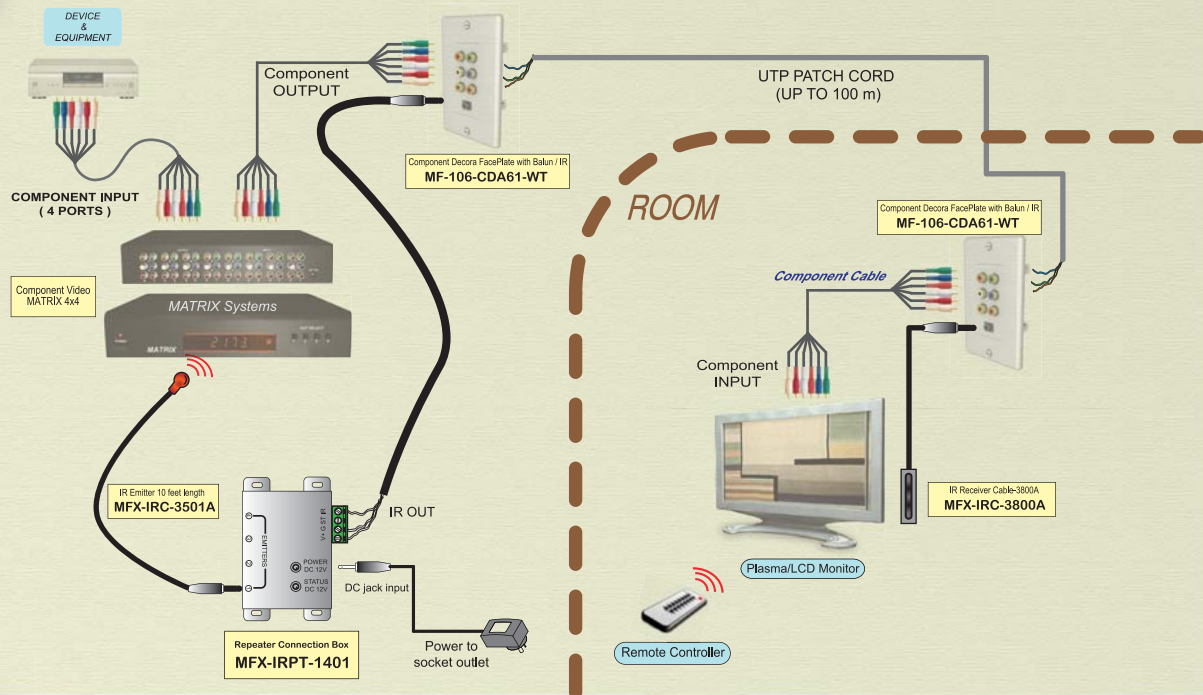 DEVICE
&
EQUIPMENT
COMPONENT INPUT
( 4 PORTS )
Component
OUTPUT
Component Decora FacePlate with Balun / IR
MF-106-CDA61-WT
UTP PATCH CORD
(UP TO 100 m)
ROOM
Component Decora FacePlate with Balun / IR
MF-106-CDA61-WT
Component Cable
Component
INPUT
Component Video
MATRIX 4x4
MATRIX Systems
MATRIX
2173
IR Emitter 10 feet length
MFX-IRC-3501A
EMITTERS
V+ G ST IR
IR OUT
POWER
DC 12V
STATUS
DC 12V
DC jack input
Repeater Connection Box
MFX-IRPT-1401
Power to
socket outlet
IR Receiver Cable-3800A
MFX-IRC-3800A
Plasma/LCD Monitor
Remote Controller